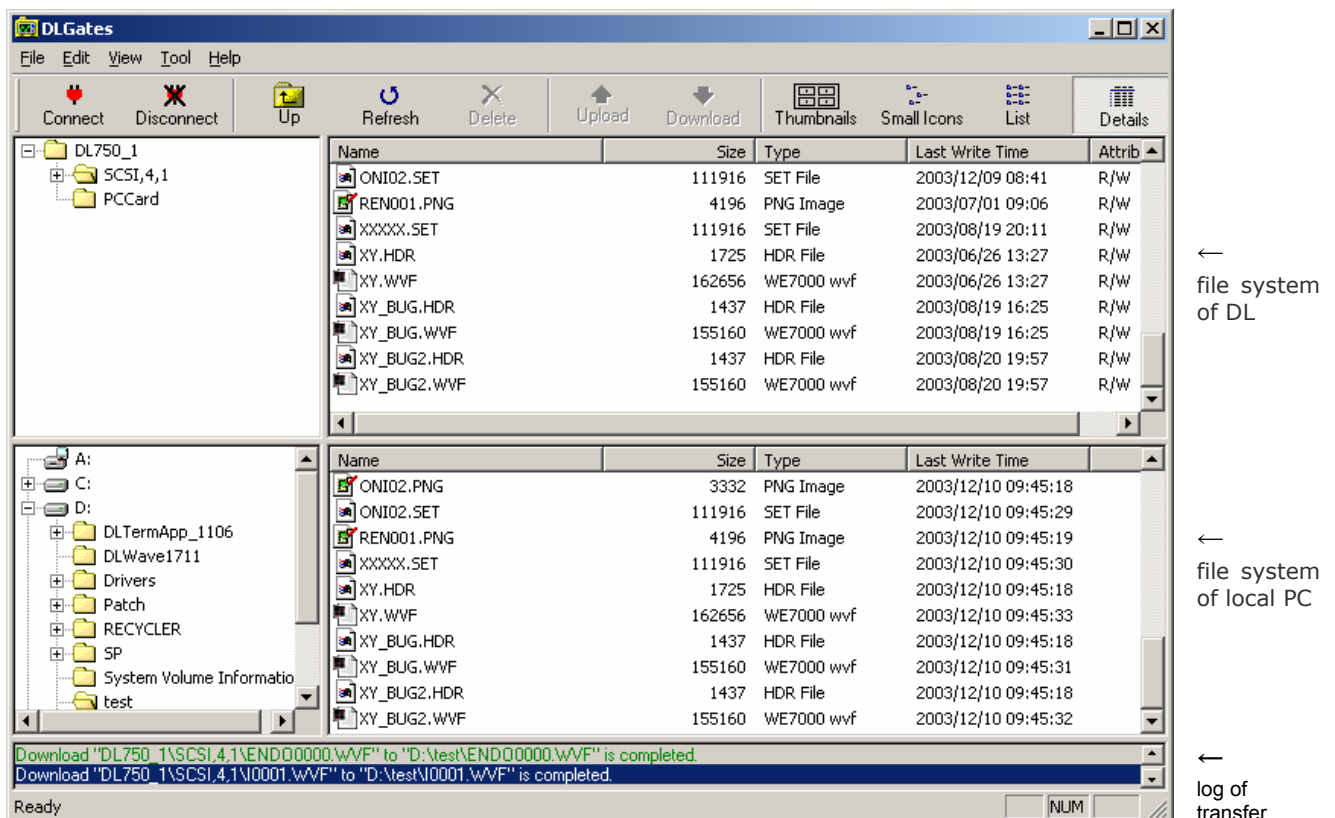 DLGates
File Edit View Tool Help
Connect Disconnect Up Refresh Delete Upload Download Thumbnails Small Icons List Details
DL750_1
SCSI,4,1
PCCard
Name Size Type Last Write Time Attrib
ONI02.SET 111916 SET File 2003/12/09 08:41 R/W
REN001.PNG 4196 PNG Image 2003/07/01 09:06 R/W
XXXXX.SET 111916 SET File 2003/08/19 20:11 R/W
XY.HDR 1725 HDR File 2003/06/26 13:27 R/W
XY.WVF 162656 WE7000 wvf 2003/06/26 13:27 R/W
XY_BUG.HDR 1437 HDR File 2003/08/19 16:25 R/W
XY_BUG.WVF 155160 WE7000 wvf 2003/08/19 16:25 R/W
XY_BUG2.HDR 1437 HDR File 2003/08/20 19:57 R/W
XY_BUG2.WVF 155160 WE7000 wvf 2003/08/20 19:57 R/W
←
file system
of DL
A:
C:
D:
DLTermApp_1106
DLWave1711
Drivers
Patch
RECYCLER
SP
System Volume Informatio
test
Name Size Type Last Write Time
ONI02.PNG 3332 PNG Image 2003/12/10 09:45:18
ONI02.SET 111916 SET File 2003/12/10 09:45:29
REN001.PNG 4196 PNG Image 2003/12/10 09:45:19
XXXXX.SET 111916 SET File 2003/12/10 09:45:30
XY.HDR 1725 HDR File 2003/12/10 09:45:18
XY.WVF 162656 WE7000 wvf 2003/12/10 09:45:33
XY_BUG.HDR 1437 HDR File 2003/12/10 09:45:18
XY_BUG.WVF 155160 WE7000 wvf 2003/12/10 09:45:31
XY_BUG2.HDR 1437 HDR File 2003/12/10 09:45:18
XY_BUG2.WVF 155160 WE7000 wvf 2003/12/10 09:45:32
←
file system
of local PC
Download "DL750_1\SCSI,4,1\ENDO0000.WVF" to "D:\test\ENDO0000.WVF" is completed.
Download "DL750_1\SCSI,4,1\I0001.WVF" to "D:\test\I0001.WVF" is completed.
←
log of
transfer
Ready NUM